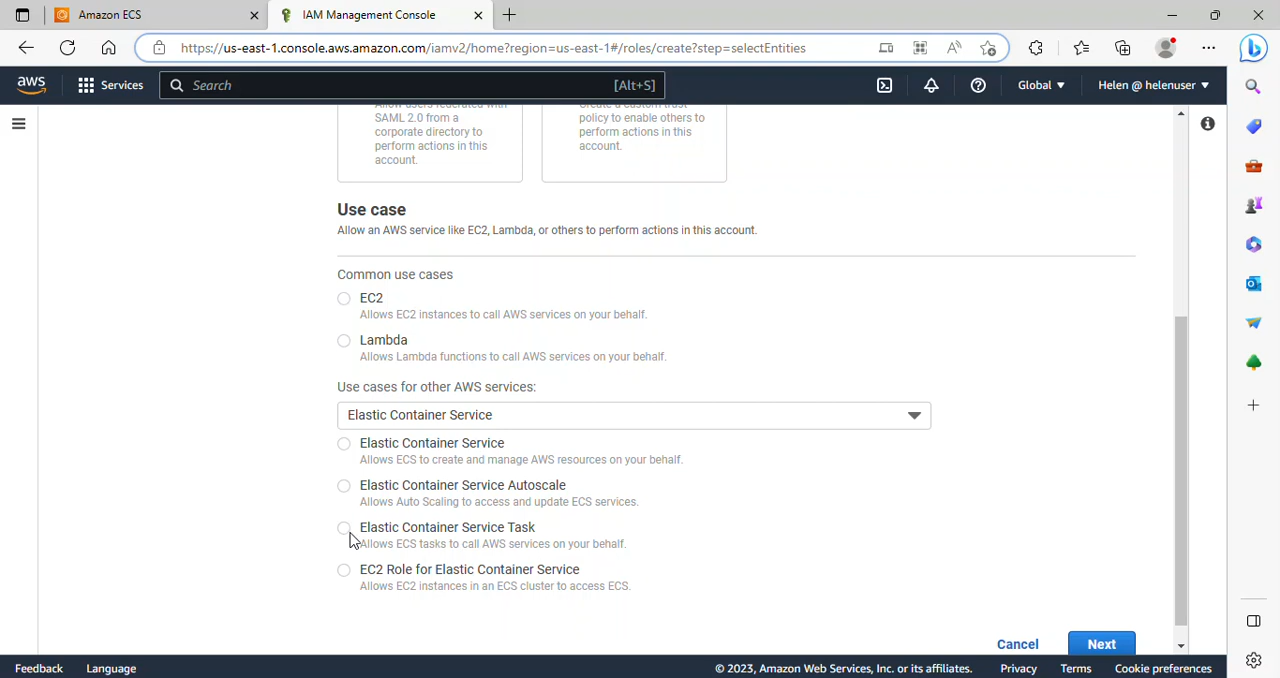 Amazon ECS
IAM Management Console
https://us-east-1.console.aws.amazon.com/iamv2/home?region=us-east-1#/roles/create?step=selectEntities
aws
Services
Search
[Alt+S]
Global
Helen @ helenuser
Allow users federated with
SAML 2.0 from a
corporate directory to
perform actions in this
account.
Create a custom trust
policy to enable others to
perform actions in this
account.
Use case
Allow an AWS service like EC2, Lambda, or others to perform actions in this account.
Common use cases
EC2
Allows EC2 instances to call AWS services on your behalf.
Lambda
Allows Lambda functions to call AWS services on your behalf.
Use cases for other AWS services:
Elastic Container Service
Elastic Container Service
Allows ECS to create and manage AWS resources on your behalf.
Elastic Container Service Autoscale
Allows Auto Scaling to access and update ECS services.
Elastic Container Service Task
Allows ECS tasks to call AWS services on your behalf.
EC2 Role for Elastic Container Service
Allows EC2 instances in an ECS cluster to access ECS.
Cancel
Next
Feedback
Language
© 2023, Amazon Web Services, Inc. or its affiliates.
Privacy
Terms
Cookie preferences